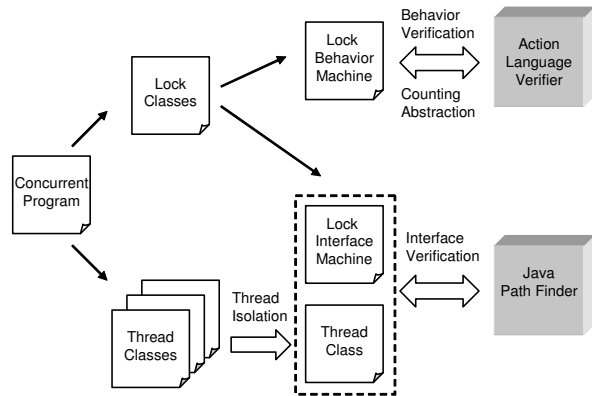 Lock
Behavior
Machine
Behavior
Verification
Counting
Abstraction
Action
Language
Verifier
Lock
Classes
Concurrent
Program
Lock
Interface
Machine
Interface
Verification
Java
Path Finder
Thread
Classes
Thread
Isolation
Thread
Class